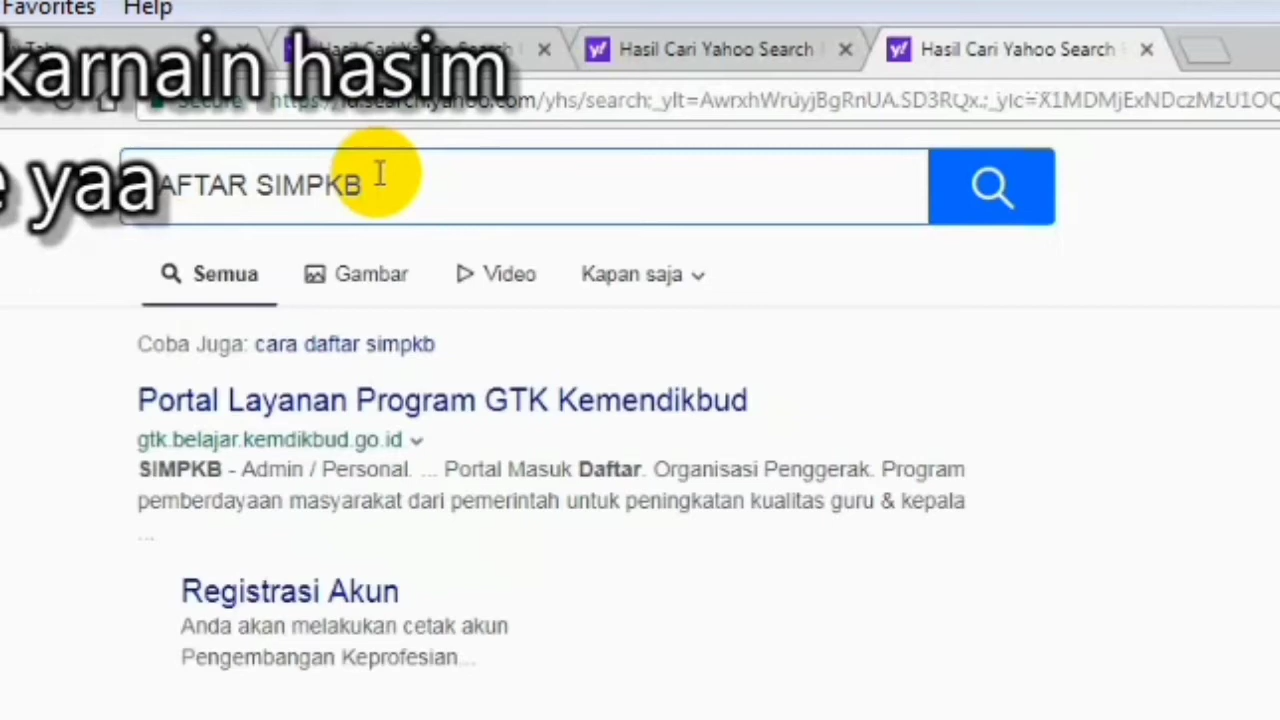 Favorites Help
karnain hasim
Hasil Cari Yahoo Search
Hasil Cari Yahoo Search
Secure
yaa
AFTAR SIMPKB
Semua Gambar Video Kapan saja
Coba Juga: cara daftar simpkb
Portal Layanan Program GTK Kemendikbud
gtk.belajar.kemdikbud.go.id
SIMPKB - Admin / Personal. ... Portal Masuk Daftar. Organisasi Penggerak. Program
pemberdayaan masyarakat dari pemerintah untuk peningkatan kualitas guru & kepala
...
Registrasi Akun
Anda akan melakukan cetak akun
Pengembangan Keprofesian...